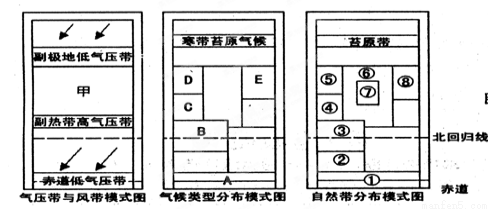 副极地低气压带
甲
副热带高气压带
赤道低气压带
气压带与风带模式图
寒带苔原气候
D
E
C
B
A
气候类型分布模式图
苔原带
⑤
⑥
⑧
⑦
④
③
②
①
自然带分布模式图
北回归线
赤道